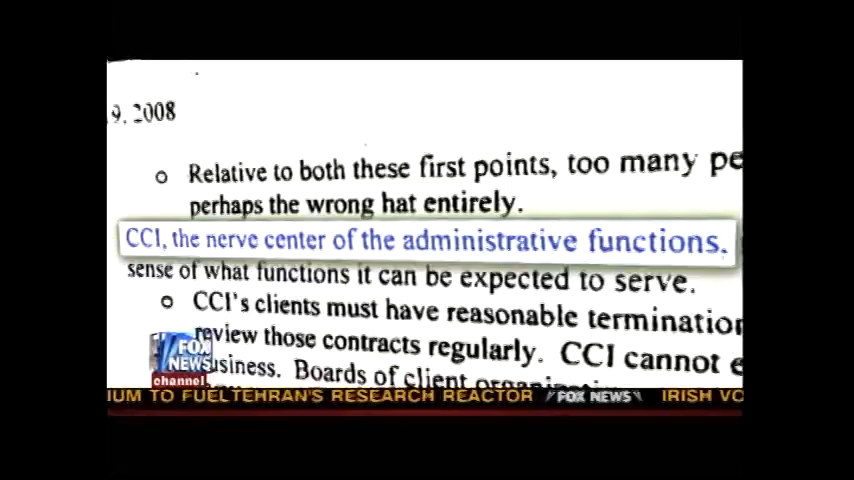 9, 2008
o Relative to both these first points, too many pe
perhaps the wrong hat entirely.
CCI, the nerve center of the administrative functions.
sense of what functions it can be expected to serve.
o CCI's clients must have reasonable termination
review those contracts regularly. CCI cannot e
usiness. Boards of client
FOX
NEWS
channel
IUM TO FUEL TEHRAN'S RESEARCH REACTOR FOX NEWS IRISH VO